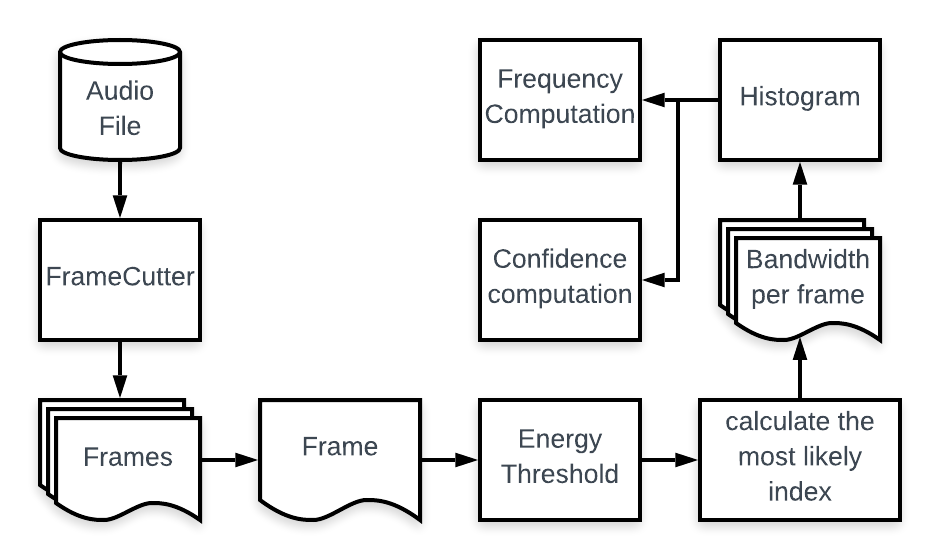 Audio
File
FrameCutter
Frames
Frame
Energy
Threshold
calculate the
most likely
index
Bandwidth
per frame
Histogram
Frequency
Computation
Confidence
computation